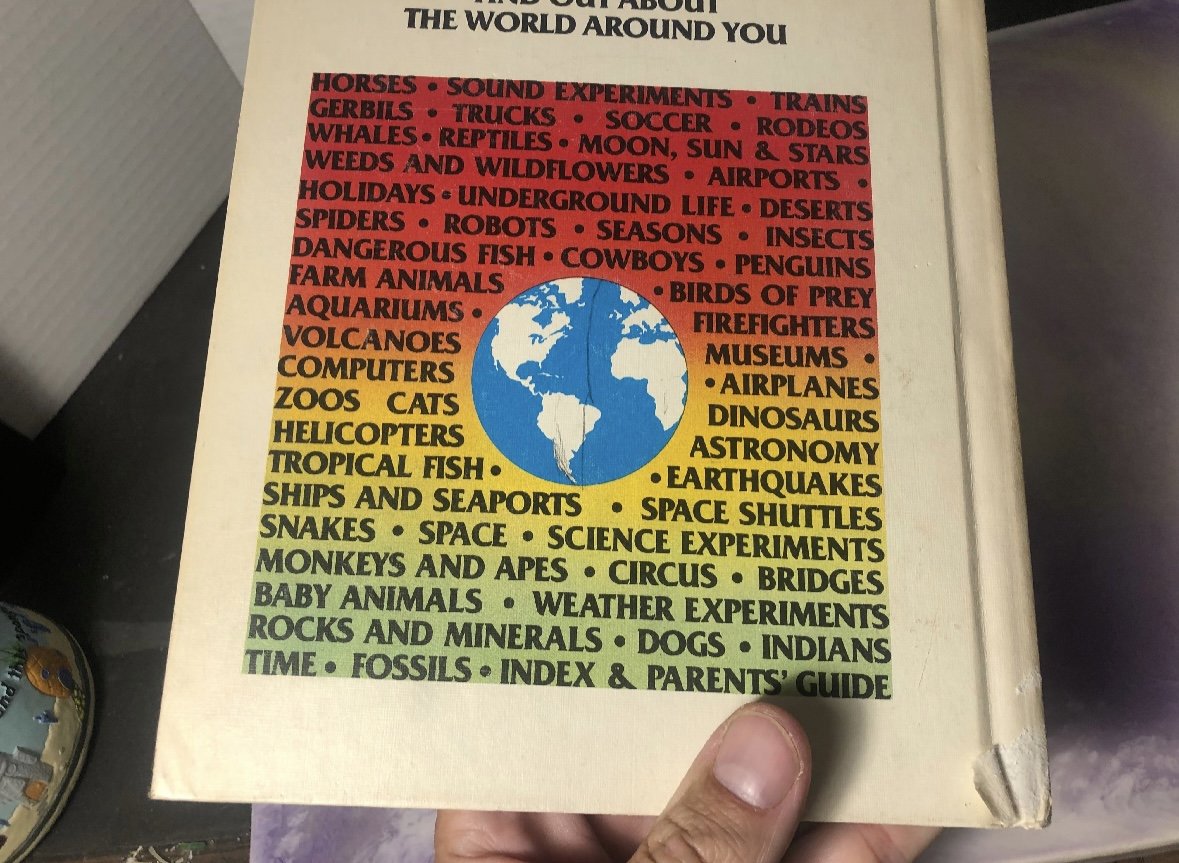 AND OUT ABOUT
THE WORLD AROUND YOU
HORSES • SOUND EXPERIMENTS • TRAINS
GERBILS • TRUCKS • SOCCER • RODEOS
WHALES • REPTILES • MOON, SUN & STARS
WEEDS AND WILDFLOWERS • AIRPORTS •
HOLIDAYS • UNDERGROUND LIFE • DESERTS
SPIDERS • ROBOTS • SEASONS • INSECTS
DANGEROUS FISH • COWBOYS • PENGUINS
FARM ANIMALS • BIRDS OF PREY
AQUARIUMS • FIREFIGHTERS
VOLCANOES MUSEUMS •
COMPUTERS • AIRPLANES
ZOOS CATS DINOSAURS
HELICOPTERS ASTRONOMY
TROPICAL FISH • • EARTHQUAKES
SHIPS AND SEAPORTS • SPACE SHUTTLES
SNAKES • SPACE • SCIENCE EXPERIMENTS
MONKEYS AND APES • CIRCUS • BRIDGES
BABY ANIMALS • WEATHER EXPERIMENTS
ROCKS AND MINERALS • DOGS • INDIANS
TIME • FOSSILS • INDEX & PARENTS' GUIDE